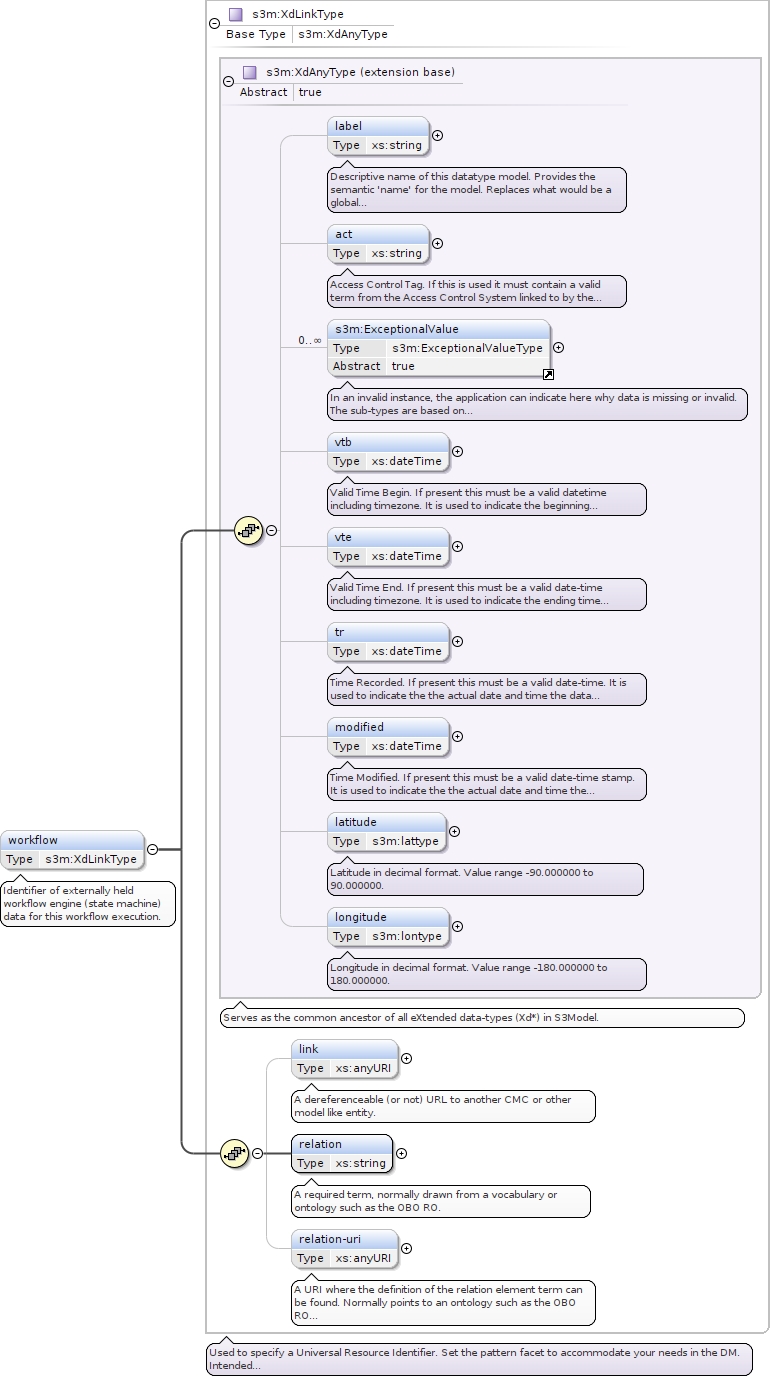 s3m:XdLinkType
Base Type s3m:XdAnyType
s3m:XdAnyType (extension base)
Abstract true
label
Type xs:string
Descriptive name of this datatype model. Provides the
semantic 'name' for the model. Replaces what would be a
global...
act
Type xs:string
Access Control Tag. If this is used it must contain a valid
term from the Access Control System linked to by the...
0..∞
s3m:ExceptionalValue
Type s3m:ExceptionalValueType
Abstract true
In an invalid instance, the application can indicate here why data is missing or invalid.
The sub-types are based on...
vtb
Type xs:dateTime
Valid Time Begin. If present this must be a valid datetime
including timezone. It is used to indicate the beginning...
vte
Type xs:dateTime
Valid Time End. If present this must be a valid date-time
including timezone. It is used to indicate the ending time...
tr
Type xs:dateTime
Time Recorded. If present this must be a valid date-time. It is
used to indicate the the actual date and time the data...
modified
Type xs:dateTime
Time Modified. If present this must be a valid date-time stamp.
It is used to indicate the the actual date and time the...
latitude
Type s3m:lattype
Latitude in decimal format. Value range -90.000000 to
90.000000.
workflow
Type s3m:XdLinkType
Identifier of externally held
workflow engine (state machine)
data for this workflow execution.
longitude
Type s3m:lontype
Longitude in decimal format. Value range -180.000000 to
180.000000.
Serves as the common ancestor of all eXtended data-types (Xd*) in S3Model.
link
Type xs:anyURI
A dereferenceable (or not) URL to another CMC or other
model like entity.
relation
Type xs:string
A required term, normally drawn from a vocabulary or
ontology such as the OBO RO.
relation-uri
Type xs:anyURI
A URI where the definition of the relation element term can
be found. Normally points to an ontology such as the OBO
RO...
Used to specify a Universal Resource Identifier. Set the pattern facet to accommodate your needs in the DM.
Intended...